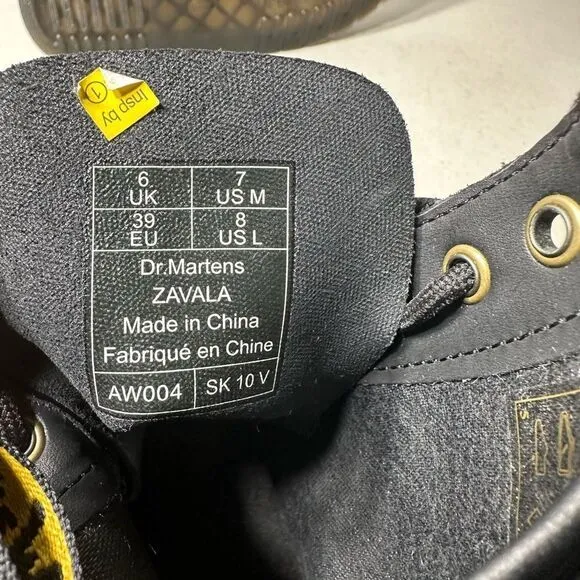 Insp by
1
6
UK
7
US M
39
EU
8
US L
Dr.Martens
ZAVALA
Made in China
Fabriqué en Chine
AW004
SK 10 V